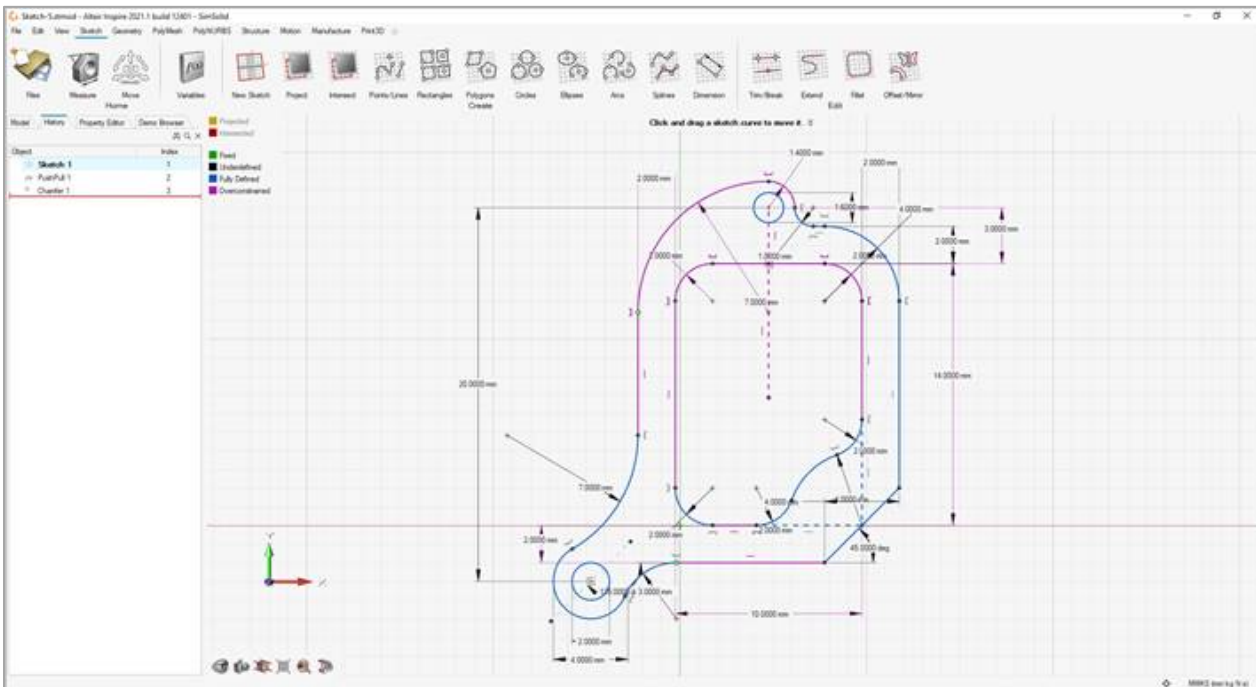 Sketch-5.stmod - Altair Inspire 2021.1 build 12601 - SimSolid
File Edit View Sketch Geometry PolyMesh PolyNURBS Structure Motion Manufacture Print3D
Files Measure Move Variables New Sketch Project Intersect Points/Lines Rectangles Polygons Circles Ellipses Arcs Splines Dimension Trim/Break Extend Fillet Offset/Mirror
Home Create Edit
Model History Property Editor Demo Browser
Object Index
Sketch 1 1
PushPull 1 2
Chamfer 1 3
Projected
Intersected
Fixed
Underdefined
Fully Defined
Overconstrained
Click and drag a sketch curve to move it.
1.4000 mm
2.0000 mm
2.0000 mm
1.6000 mm
4.0000 mm
3.0000 mm
2.0000 mm
2.0000 mm
1.0000 mm
2.0000 mm
7.0000 mm
14.0000 mm
20.0000 mm
2.0000 mm
7.0000 mm
4.0000 mm
4.0000 mm
2.0000 mm
2.0000 mm
2.0000 mm
45.0000 deg
3.0000 mm
10.0000 mm
2.0000 mm
4.0000 mm
Y
X